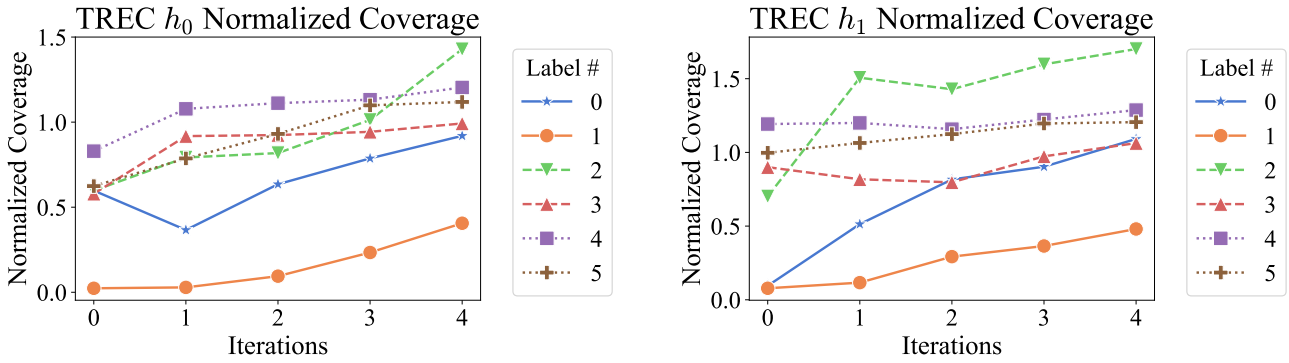 TREC h₀ Normalized Coverage
Normalized Coverage
1.5
1.0
0.5
0.0
0 1 2 3 4
Iterations
Label #
0
1
2
3
4
5
TREC h₁ Normalized Coverage
Normalized Coverage
1.5
1.0
0.5
0.0
0 1 2 3 4
Iterations
Label #
0
1
2
3
4
5